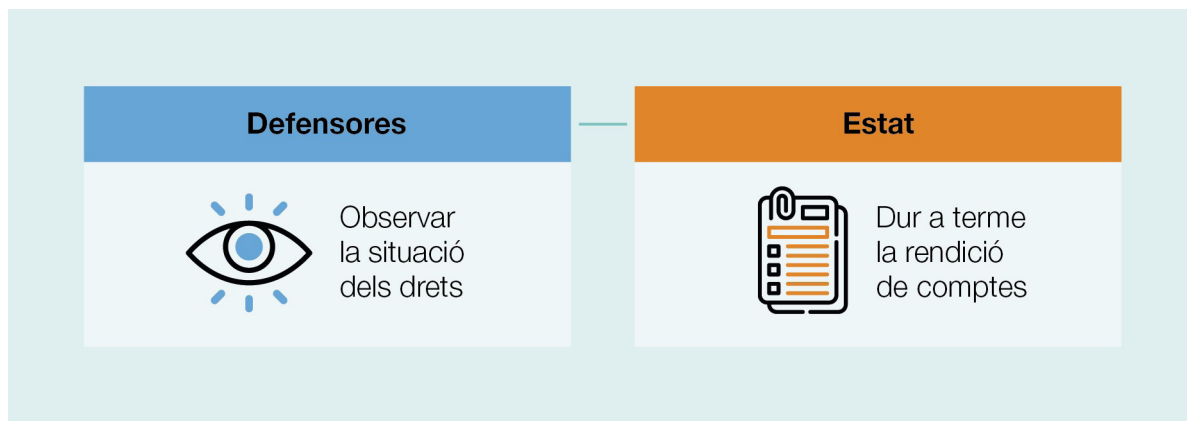 Defensores
Observar
la situació
dels drets
Estat
Dur a terme
la rendició
de comptes